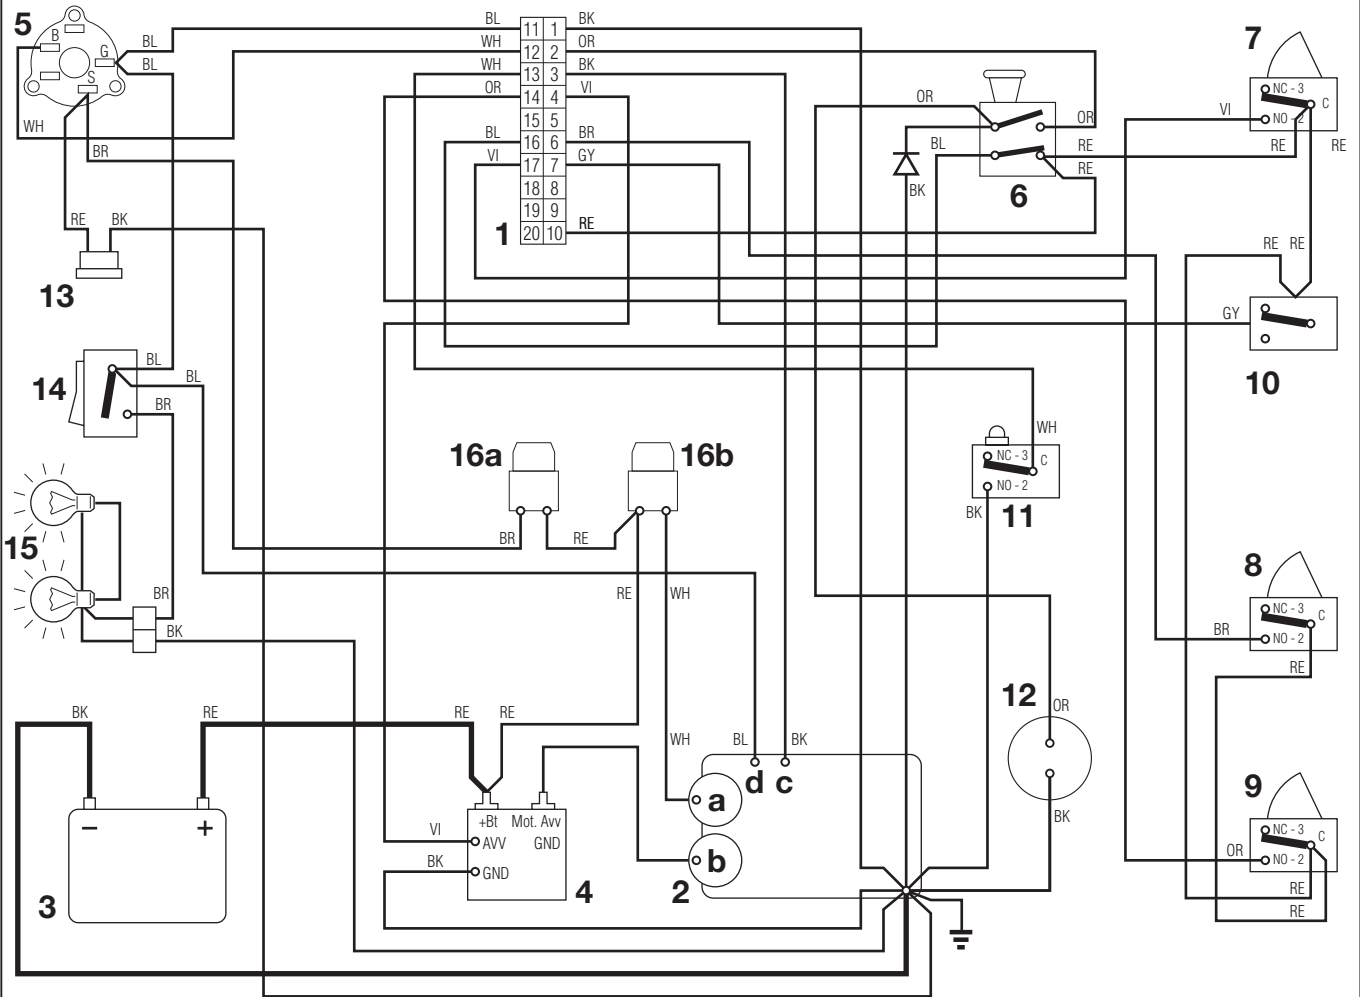 5
B
G
S
BL
BL
WH
BR
RE
BK
13
14
BL
BL
BR
15
BR
BK
BL
WH
WH
OR
BL
VI
11 1
12 2
13 3
14 4
15 5
16 6
17 7
18 8
19 9
20 10
1
BK
OR
BK
VI
BR
GY
RE
OR
BL
BK
OR
RE
RE
6
7
NC - 3
C
NO - 2
VI
RE
RE
RE
RE
GY
10
WH
NC - 3
C
NO - 2
BK
11
16a
16b
BR
RE
RE
WH
8
NC - 3
C
NO - 2
BR
RE
12
OR
BK
9
NC - 3
C
NO - 2
OR
RE
RE
BK
RE
RE
RE
WH
BL
BK
d c
a
b
2
– +
3
+Bt Mot. Avv
AVV GND
GND
VI
BK
4